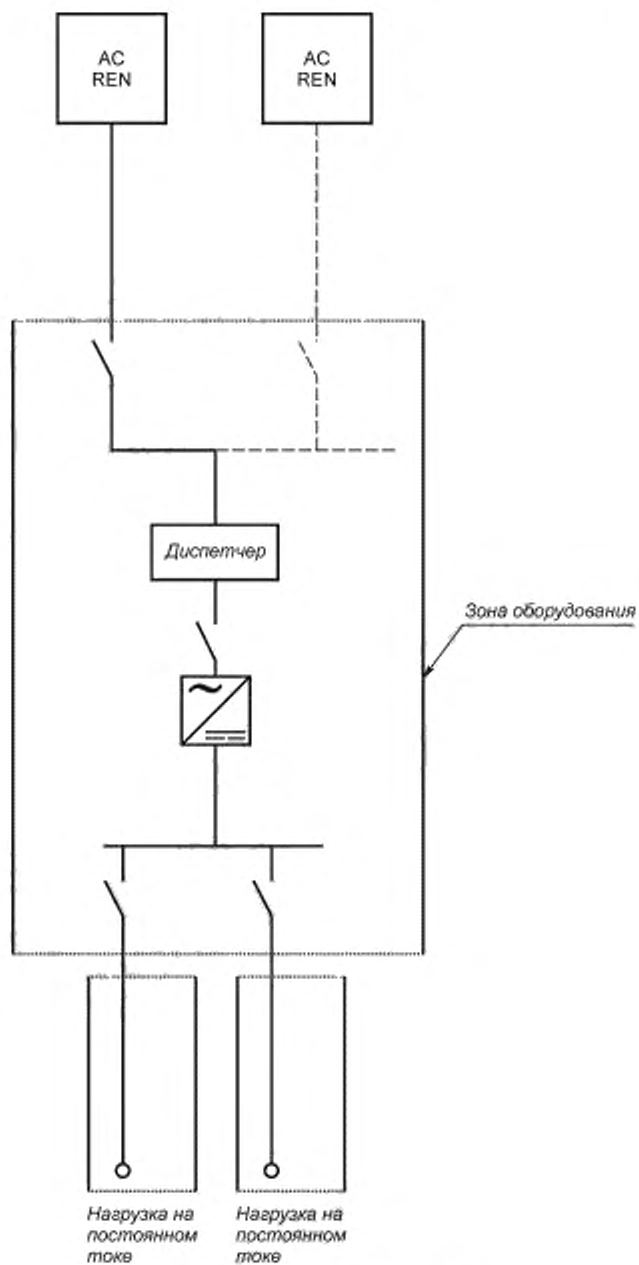 AC
REN
AC
REN
Диспетчер
Зона оборудования
Нагрузка на
постоянном
токе
Нагрузка на
постоянном
токе